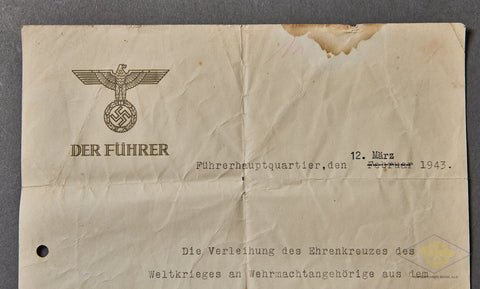 DER FÜHRER
12. März
Führerhauptquartier, den Februar 1943.
Die Verleihung des Ehrenkreuzes des
Weltkrieges an Wehrmachtangehörige aus dem